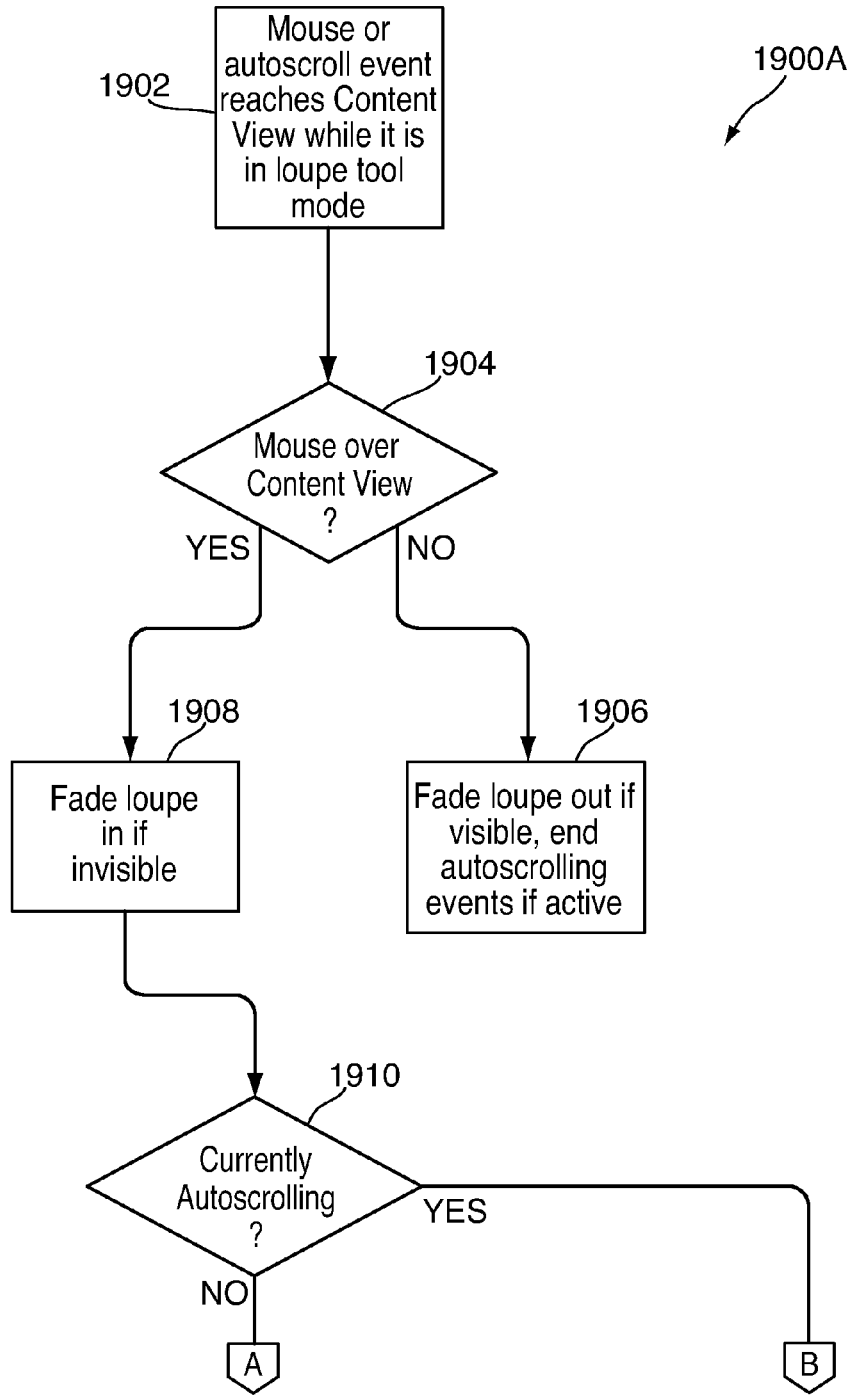 1900A
1902
Mouse or
autoscroll event
reaches Content
View while it is
in loupe tool
mode
1904
Mouse over
Content View
?
YES
NO
1908
Fade loupe
in if
invisible
1906
Fade loupe out if
visible, end
autoscrolling
events if active
1910
Currently
Autoscrolling
?
YES
NO
A
B